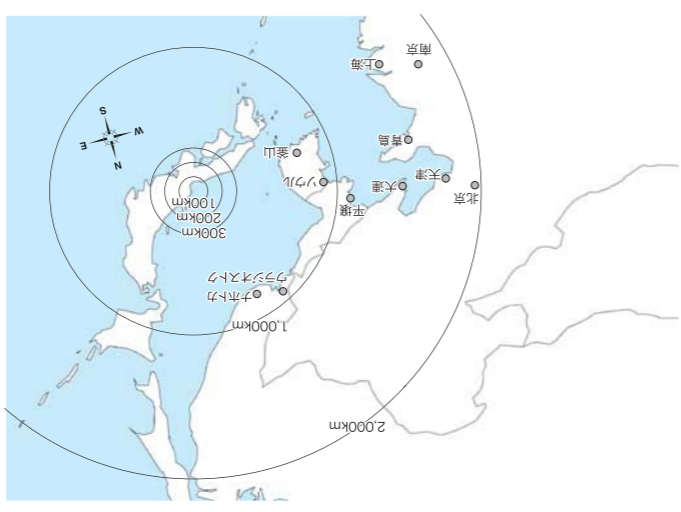 2,000km
1,000km
ナホトカ
ウラジオストク
300km
200km
100km
北京
平壌
天津
大連
ソウル
釜山
青島
N
W
E
S
南京
上海